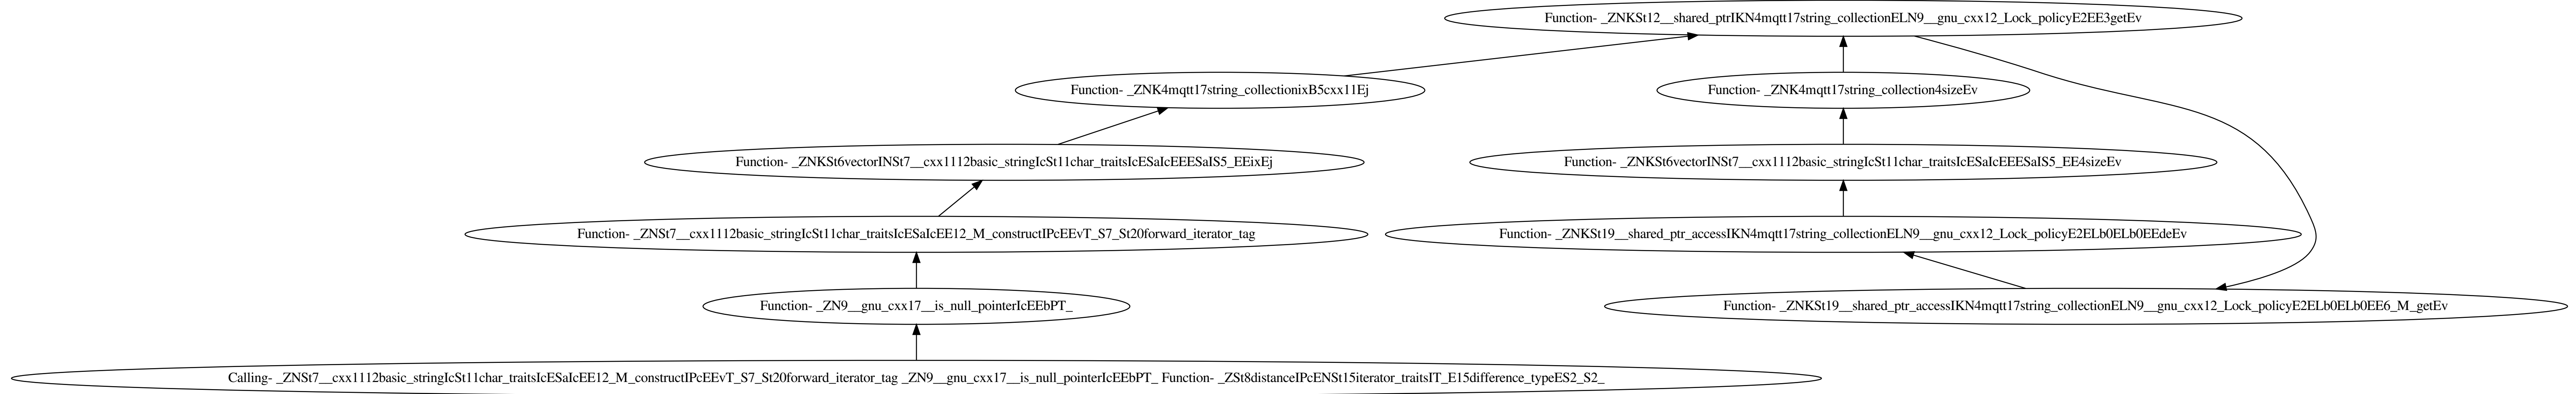 Function- _ZNKSt12__shared_ptrIKN4mqtt17string_collectionELN9__gnu_cxx12_Lock_policyE2EE3getEv
Function- _ZNK4mqtt17string_collectionixB5cxx11Ej
Function- _ZNK4mqtt17string_collection4sizeEv
Function- _ZNKSt6vectorINSt7__cxx1112basic_stringIcSt11char_traitsIcESaIcEEESaIS5_EEixEj
Function- _ZNKSt6vectorINSt7__cxx1112basic_stringIcSt11char_traitsIcESaIcEEESaIS5_EE4sizeEv
Function- _ZNSt7__cxx1112basic_stringIcSt11char_traitsIcESaIcEE12_M_constructIPcEEvT_S7_St20forward_iterator_tag
Function- _ZNKSt19__shared_ptr_accessIKN4mqtt17string_collectionELN9__gnu_cxx12_Lock_policyE2ELb0ELb0EEdeEv
Function- _ZN9__gnu_cxx17__is_null_pointerIcEEbPT_
Function- _ZNKSt19__shared_ptr_accessIKN4mqtt17string_collectionELN9__gnu_cxx12_Lock_policyE2ELb0ELb0EE6_M_getEv
Calling- _ZNSt7__cxx1112basic_stringIcSt11char_traitsIcESaIcEE12_M_constructIPcEEvT_S7_St20forward_iterator_tag _ZN9__gnu_cxx17__is_null_pointerIcEEbPT_ Function- _ZSt8distanceIPcENSt15iterator_traitsIT_E15difference_typeES2_S2_